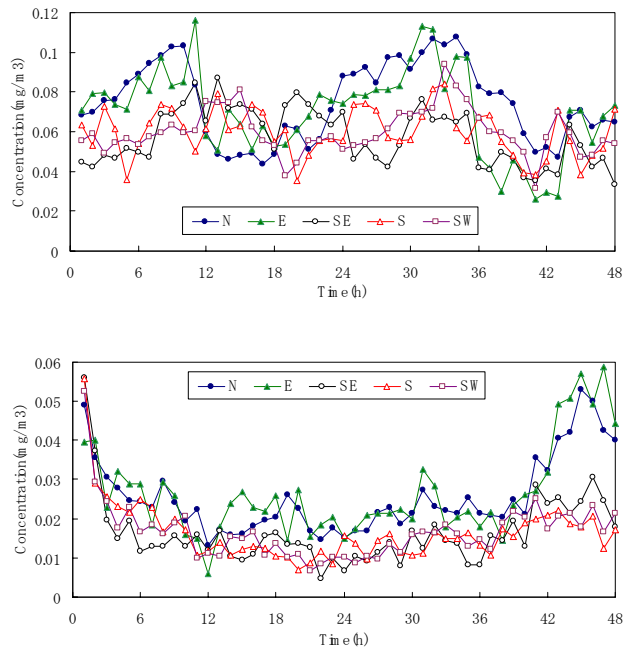 0.12
0.1
0.08
0.06
0.04
0.02
0
Concentration(mg/m3)
N E SE S SW
0 6 12 18 24 30 36 42 48
Time(h)
0.06
0.05
0.04
0.03
0.02
0.01
0
Concentration(mg/m3)
N E SE S SW
0 6 12 18 24 30 36 42 48
Time(h)